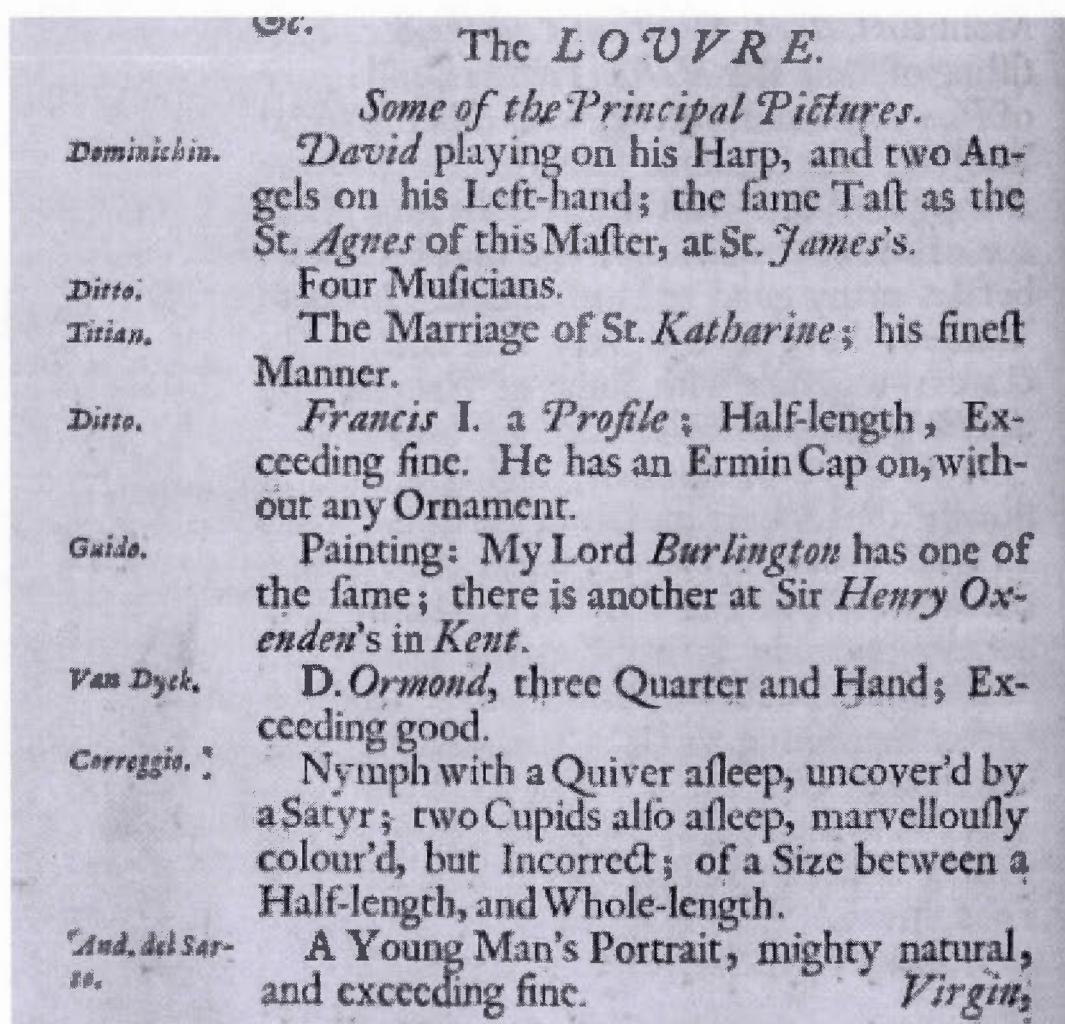 &c.
The LOUVRE.
Some of the Principal Pictures.
Dominichin. David playing on his Harp, and two An-
gels on his Left-hand; the ſame Taſt as the
St. Agnes of this Maſter, at St. James's.
Ditto. Four Muſicians.
Titian. The Marriage of St. Katharine; his fineſt
Manner.
Ditto. Francis I. a Profile; Half-length, Ex-
ceeding fine. He has an Ermin Cap on, with-
out any Ornament.
Guido. Painting: My Lord Burlington has one of
the ſame; there is another at Sir Henry Ox-
enden's in Kent.
Van Dyck. D. Ormond, three Quarter and Hand; Ex-
ceeding good.
Correggio. Nymph with a Quiver aſleep, uncover'd by
a Satyr; two Cupids alſo aſleep, marvellouſly
colour'd, but Incorrect; of a Size between a
Half-length, and Whole-length.
And. del Sar- A Young Man's Portrait, mighty natural,
to. and exceeding fine. Virgin,